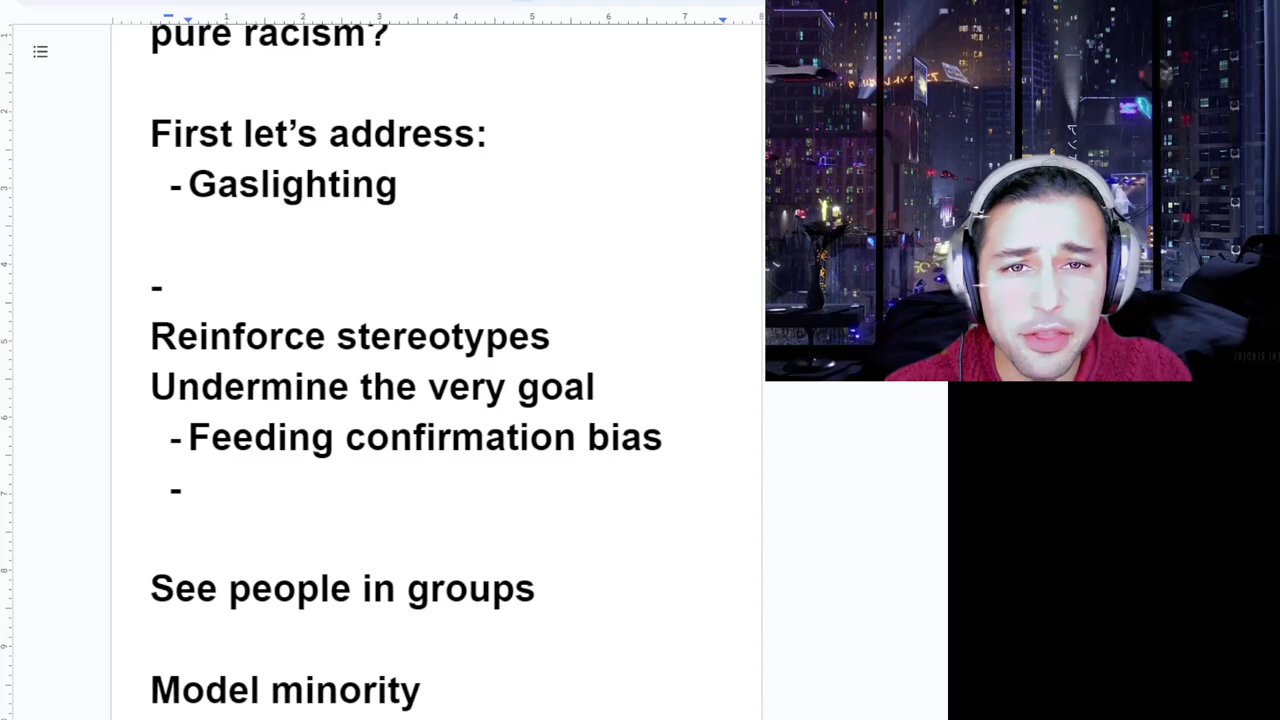 pure racism?
First let’s address:
- Gaslighting
-
Reinforce stereotypes
Undermine the very goal
- Feeding confirmation bias
-
See people in groups
Model minority